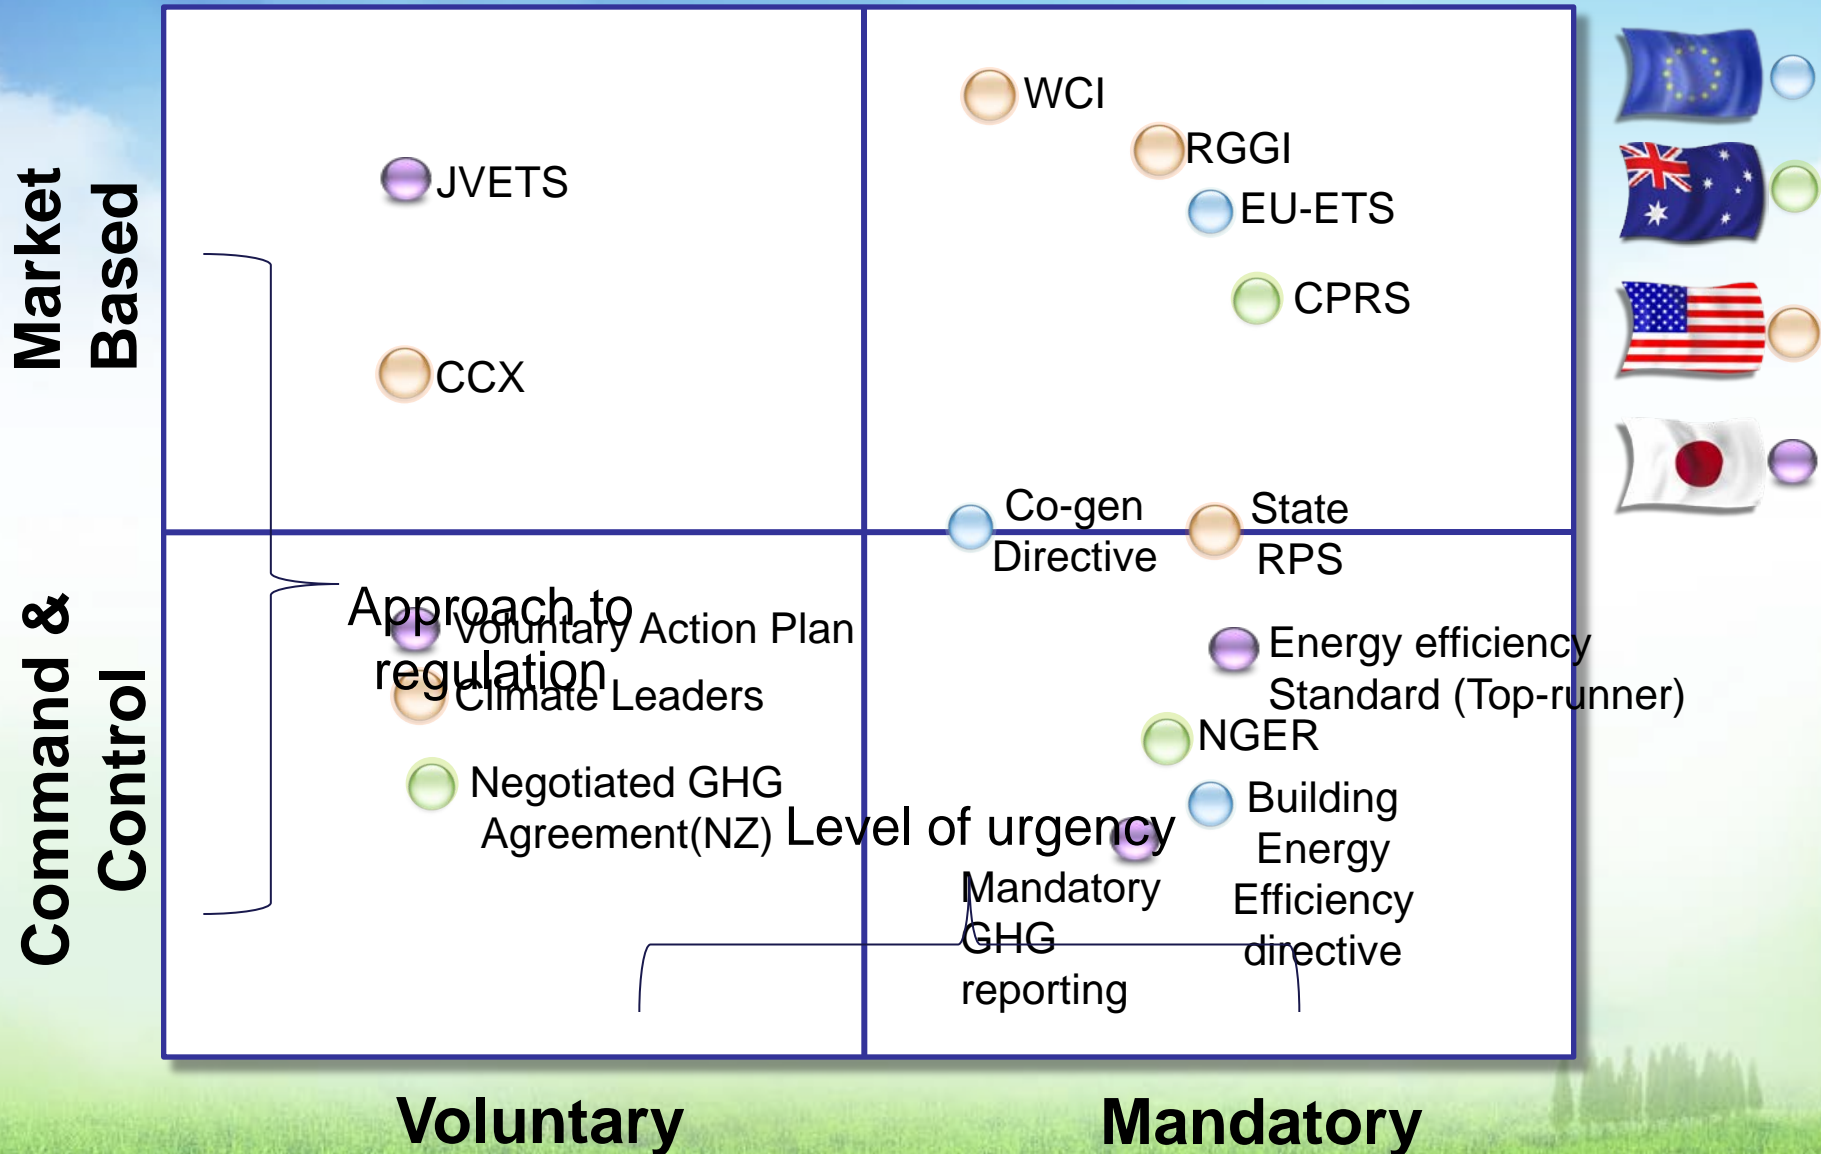 Market
Based
Command &
Control
WCI
RGGI
JVETS
EU-ETS
CPRS
CCX
Co-gen
Directive
State
RPS
Approach to
regulation
Voluntary Action Plan
Climate Leaders
Negotiated GHG
Agreement(NZ)
Energy efficiency
Standard (Top-runner)
NGER
Building
Energy
Efficiency
directive
Level of urgency
Mandatory
GHG
reporting
Voluntary
Mandatory